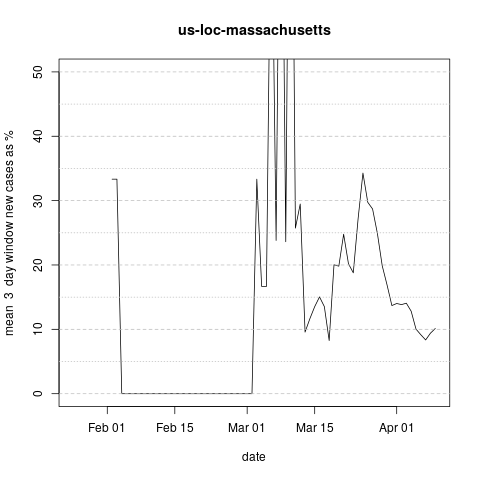 us-loc-massachusetts
mean 3 day window new cases as %
50
40
30
20
10
0
Feb 01
Feb 15
Mar 01
Mar 15
Apr 01
date